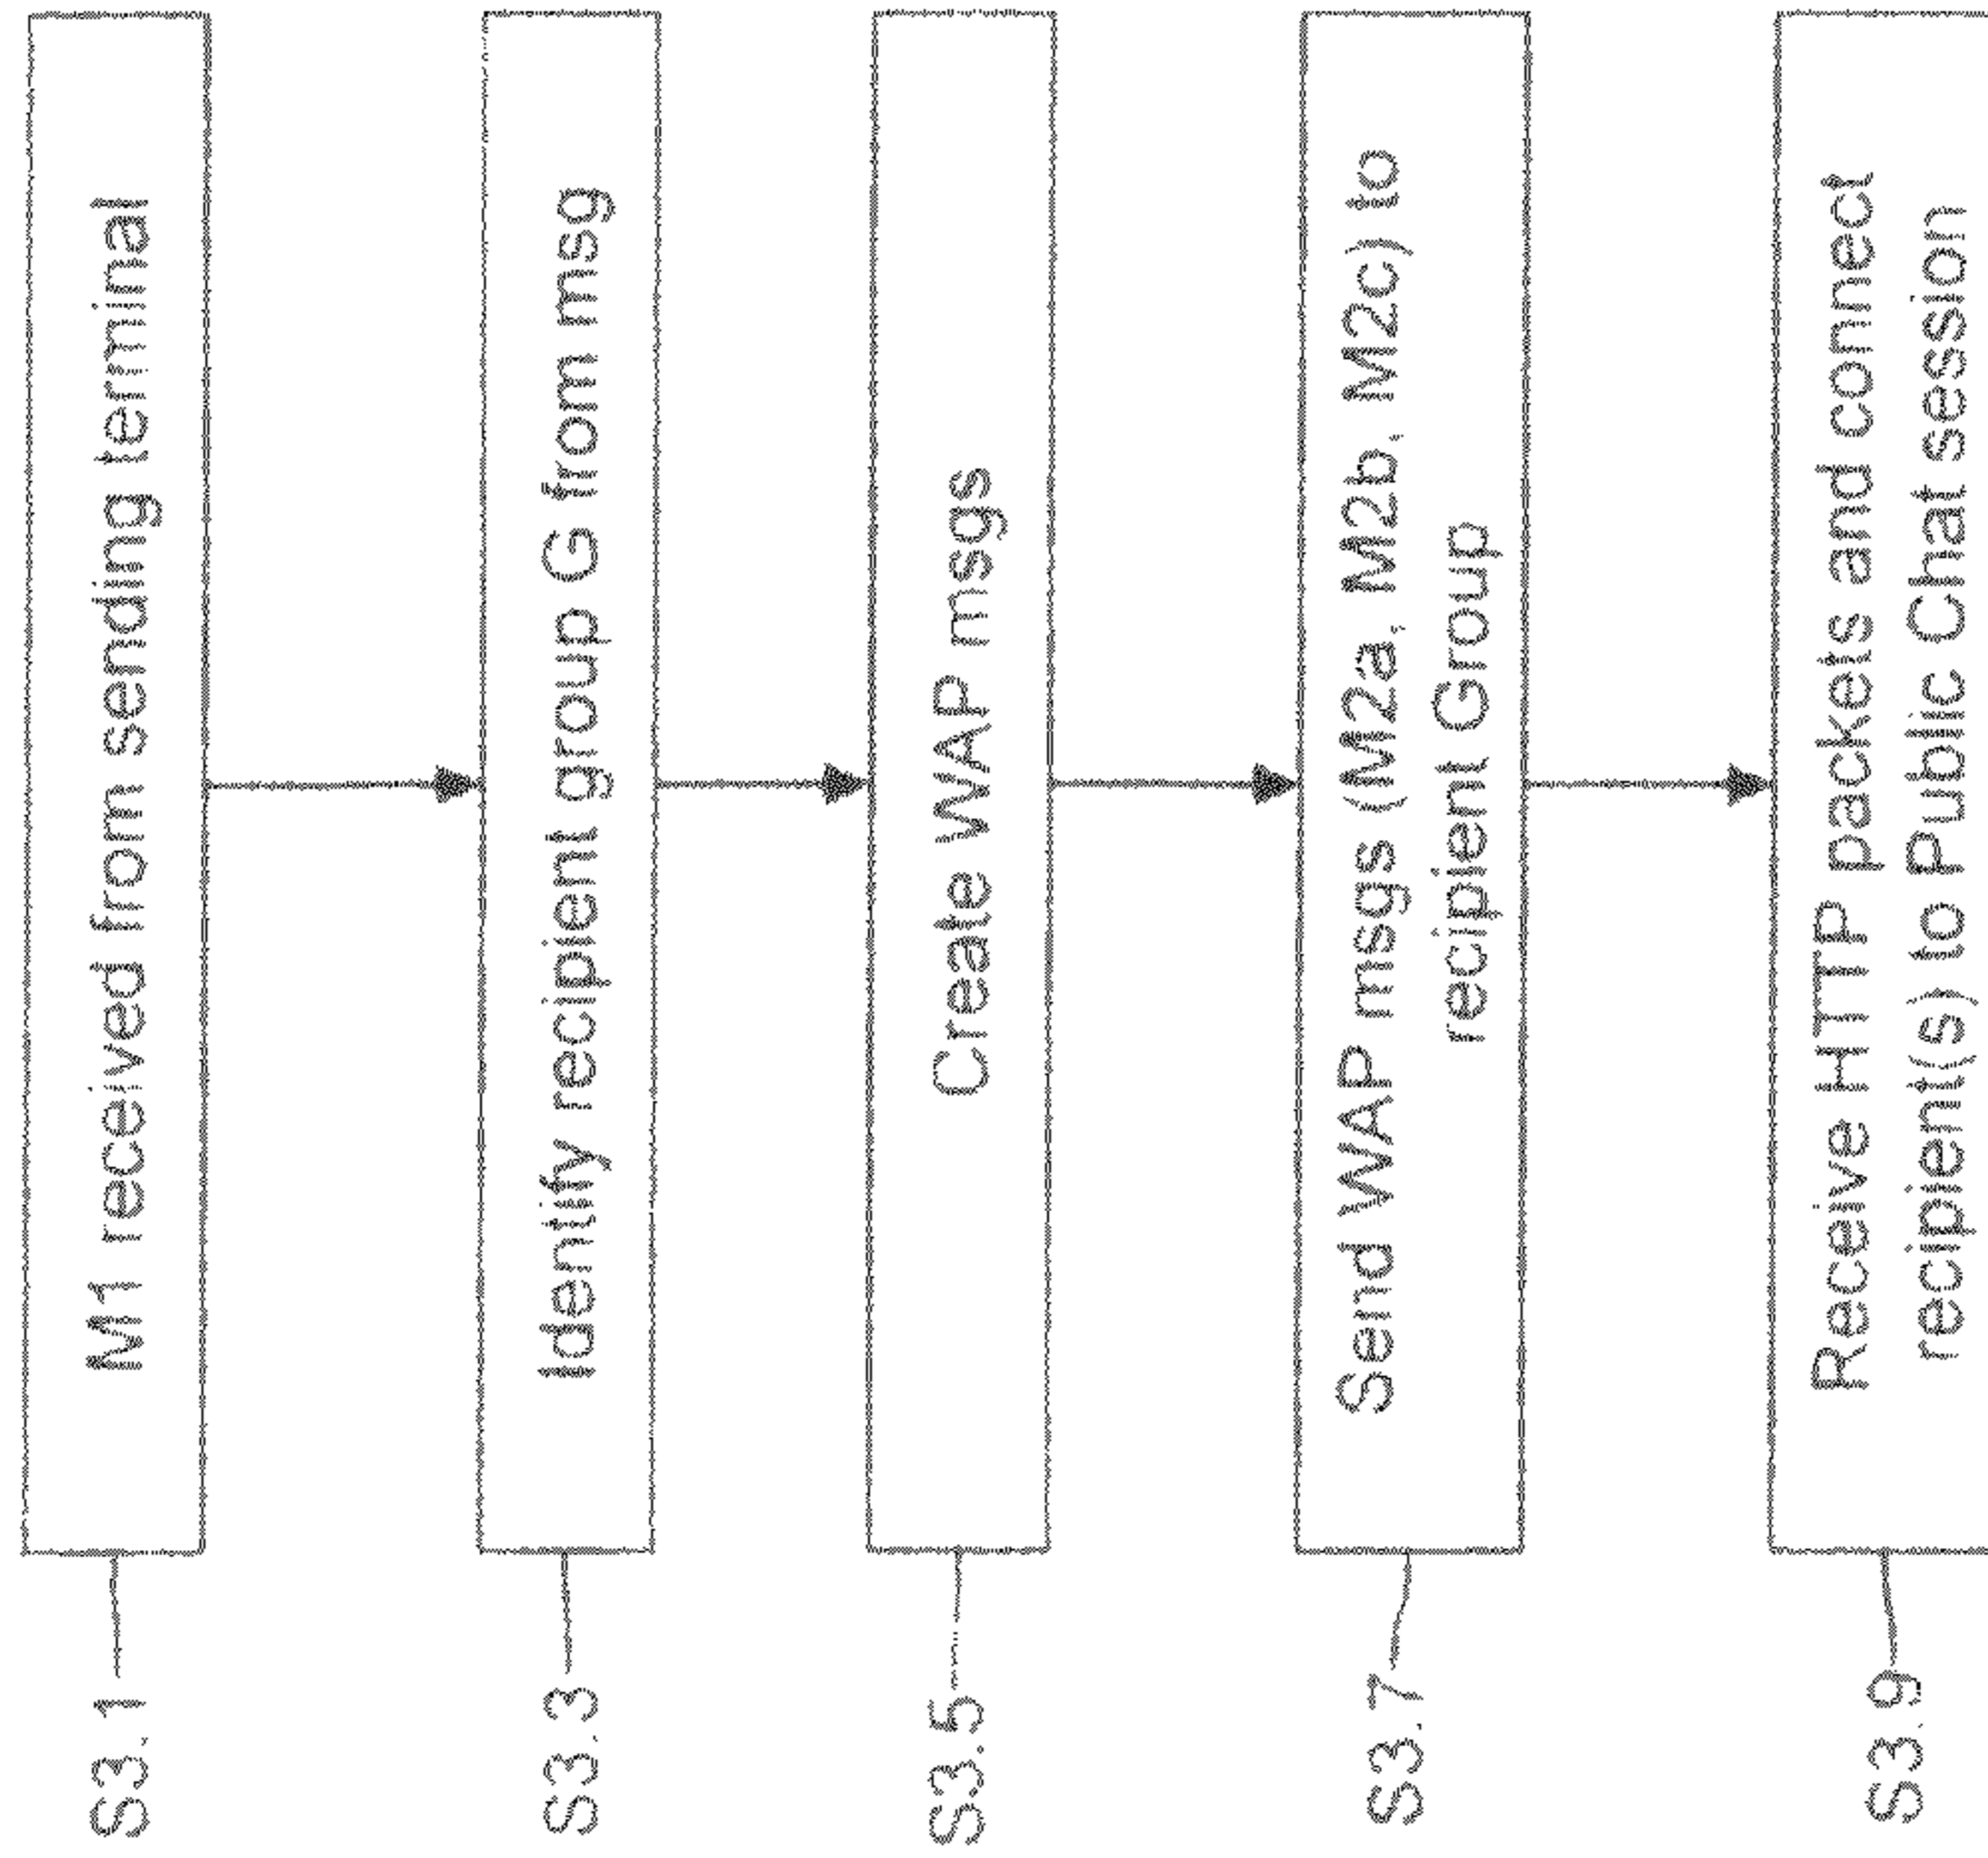 S3.1
M1 received from sending terminal
S3.3
Identify recipient group G from msg
S3.5
Create WAP msgs
S3.7
Send WAP msgs (M2a, M2b, M2c) to
recipient Group
S3.9
Receive HTTP packets and connect
recipient(s) to Public Chat session